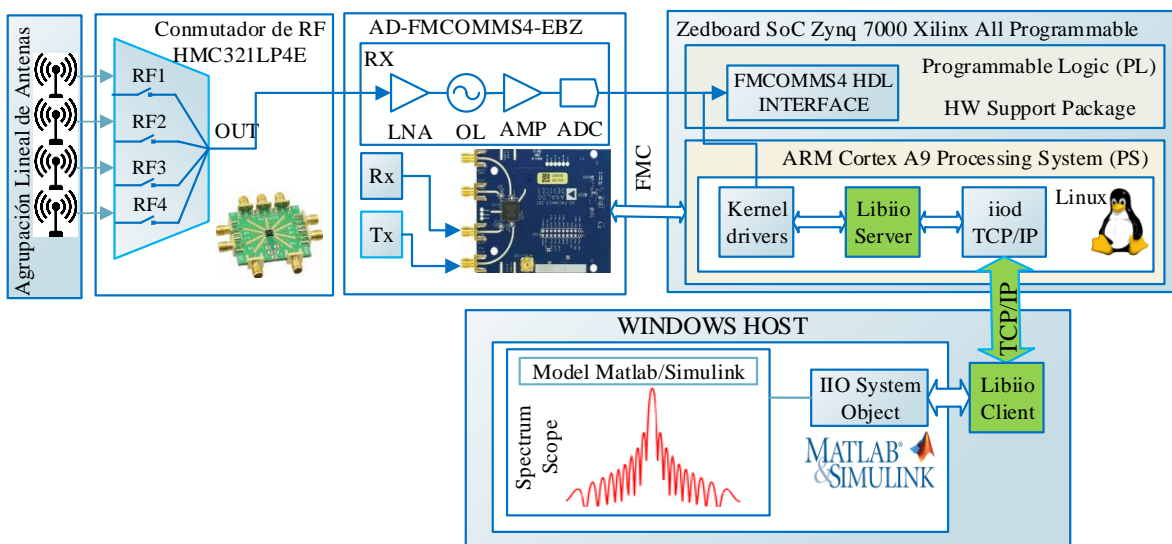 Agrupación Lineal de Antenas
Conmutador de RF
HMC321LP4E
RF1
RF2
RF3
RF4
OUT
AD-FMCOMMS4-EBZ
RX
LNA
OL
AMP
ADC
Rx
Tx
ANALOG
DEVICES
FMC
Zedboard SoC Zynq 7000 Xilinx All Programmable
Programmable Logic (PL)
FMCOMMS4 HDL
INTERFACE
HW Support Package
ARM Cortex A9 Processing System (PS)
Linux
Kernel
drivers
Libiio
Server
iiod
TCP/IP
TCP/IP
WINDOWS HOST
Model Matlab/Simulink
Spectrum
Scope
IIO System
Object
Libiio
Client
MATLAB®
&SIMULINK